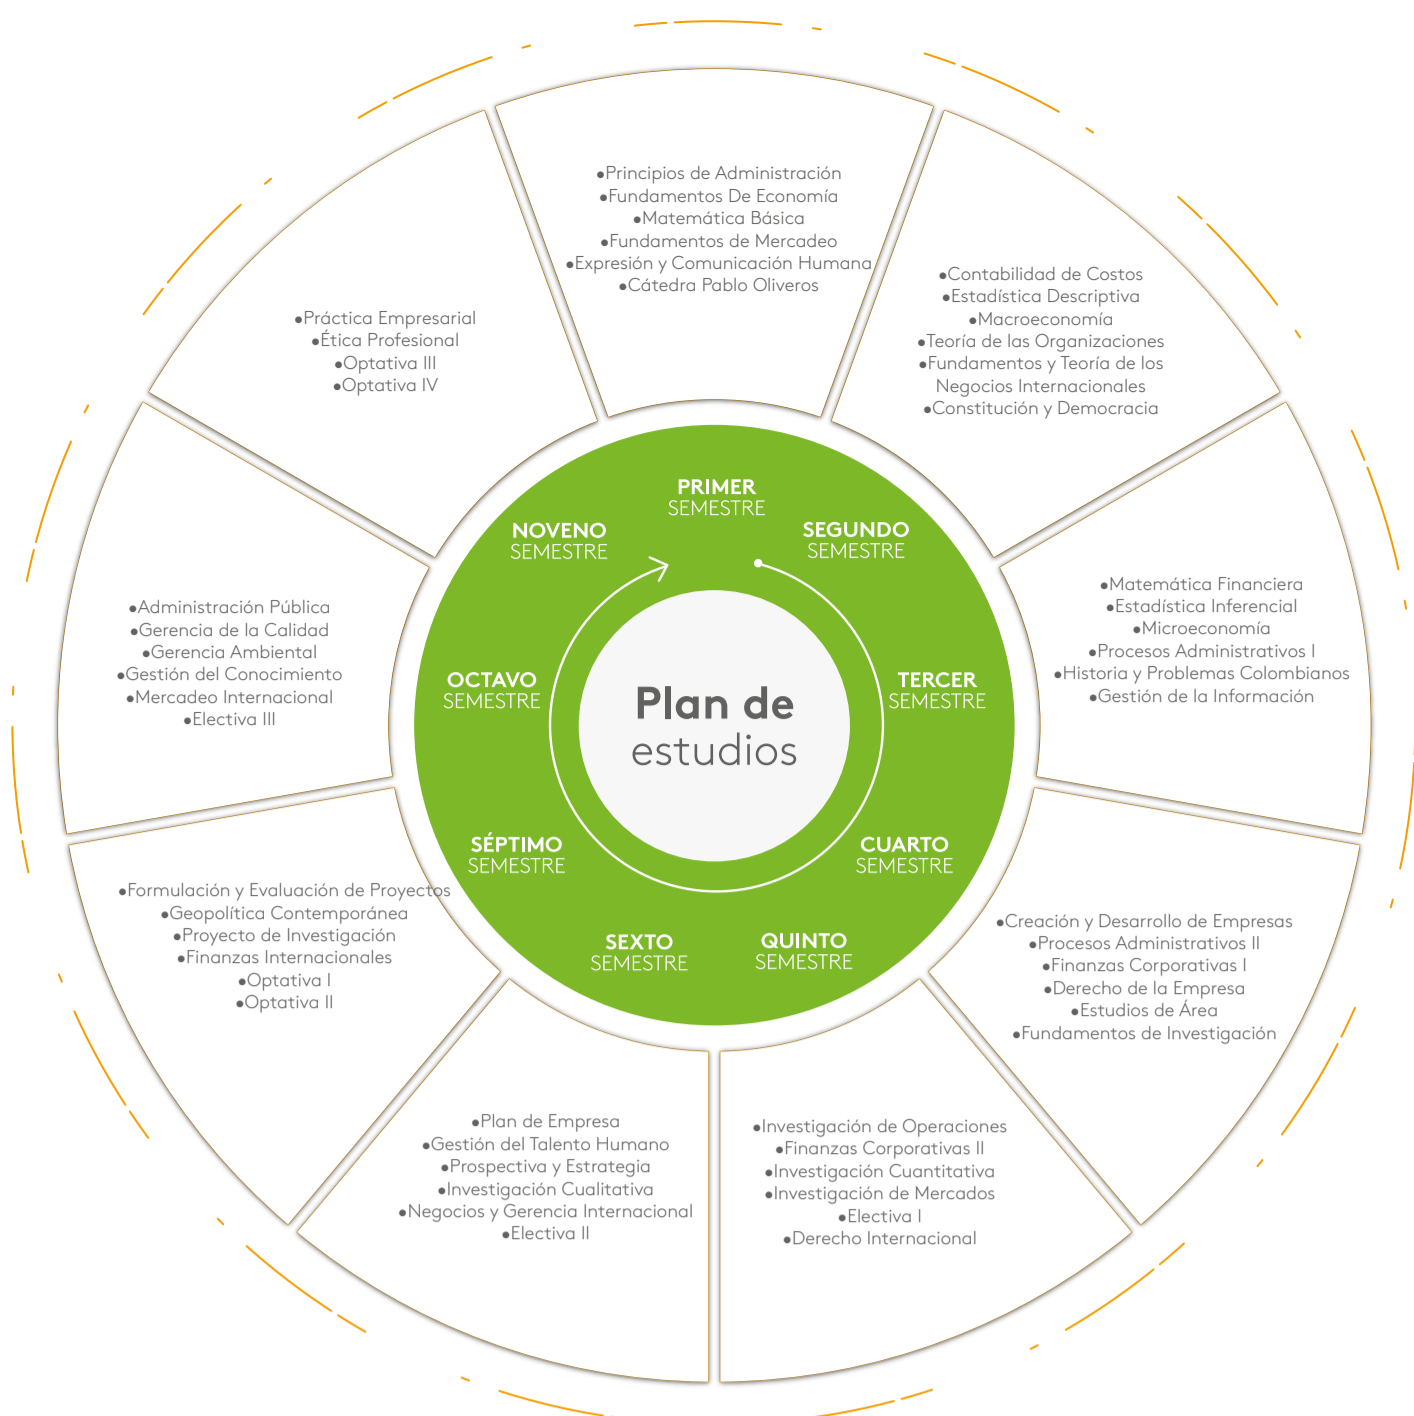 Plan de
estudios
PRIMER
SEMESTRE
●Principios de Administración
●Fundamentos De Economía
●Matemática Básica
●Fundamentos de Mercadeo
●Expresión y Comunicación Humana
●Cátedra Pablo Oliveros
SEGUNDO
SEMESTRE
●Contabilidad de Costos
●Estadística Descriptiva
●Macroeconomía
●Teoría de las Organizaciones
●Fundamentos y Teoría de los
Negocios Internacionales
●Constitución y Democracia
TERCER
SEMESTRE
●Matemática Financiera
●Estadística Inferencial
●Microeconomía
●Procesos Administrativos I
●Historia y Problemas Colombianos
●Gestión de la Información
CUARTO
SEMESTRE
●Creación y Desarrollo de Empresas
●Procesos Administrativos II
●Finanzas Corporativas I
●Derecho de la Empresa
●Estudios de Área
●Fundamentos de Investigación
QUINTO
SEMESTRE
●Investigación de Operaciones
●Finanzas Corporativas II
●Investigación Cuantitativa
●Investigación de Mercados
●Electiva I
●Derecho Internacional
SEXTO
SEMESTRE
●Plan de Empresa
●Gestión del Talento Humano
●Prospectiva y Estrategia
●Investigación Cualitativa
●Negocios y Gerencia Internacional
●Electiva II
SÉPTIMO
SEMESTRE
●Formulación y Evaluación de Proyectos
●Geopolítica Contemporánea
●Proyecto de Investigación
●Finanzas Internacionales
●Optativa I
●Optativa II
OCTAVO
SEMESTRE
●Administración Pública
●Gerencia de la Calidad
●Gerencia Ambiental
●Gestión del Conocimiento
●Mercadeo Internacional
●Electiva III
NOVENO
SEMESTRE
●Práctica Empresarial
●Ética Profesional
●Optativa III
●Optativa IV